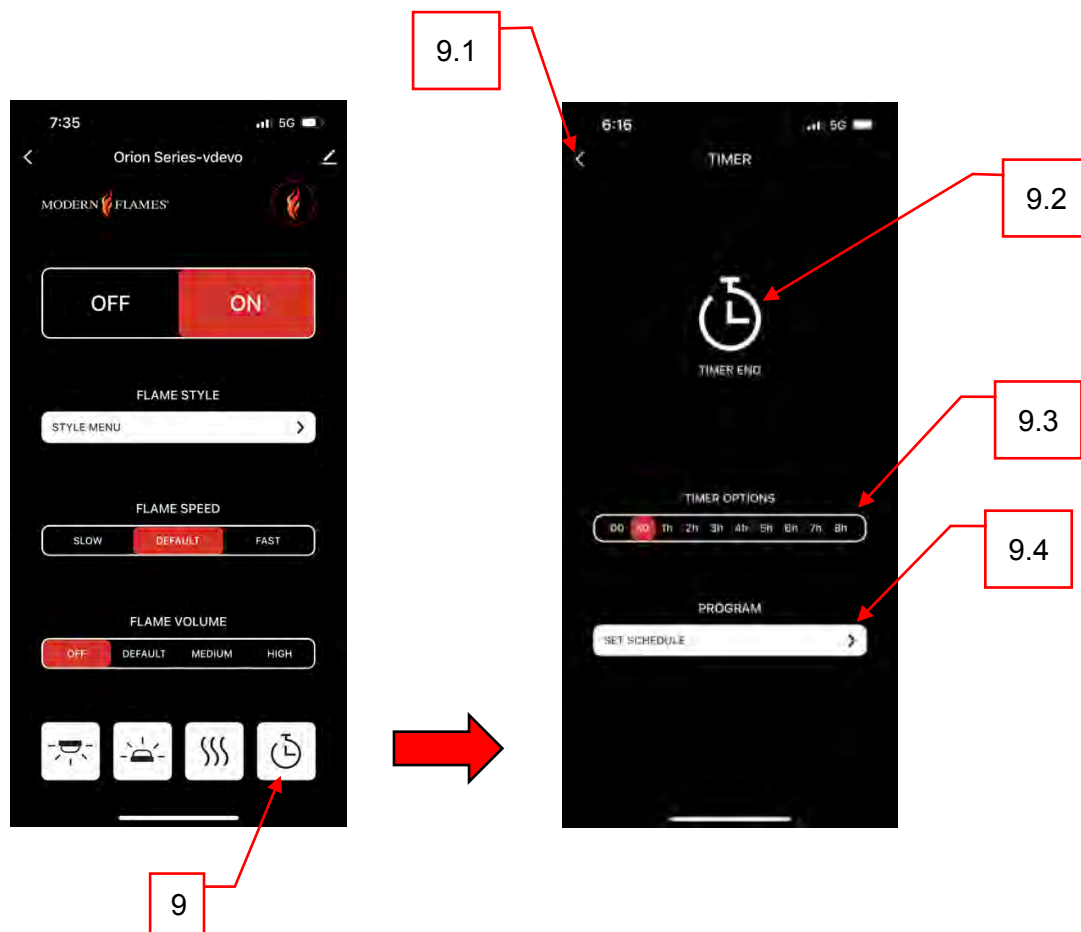 9.1
7:35
5G
Orion Series-vdevo
MODERN FLAMES
OFF ON
FLAME STYLE
STYLE MENU
FLAME SPEED
SLOW DEFAULT FAST
FLAME VOLUME
OFF DEFAULT MEDIUM HIGH
9
6:16
5G
TIMER
9.2
TIMER END
9.3
TIMER OPTIONS
1h 2h 3h 4h 5h 6h 7h 8h
9.4
PROGRAM
SET SCHEDULE